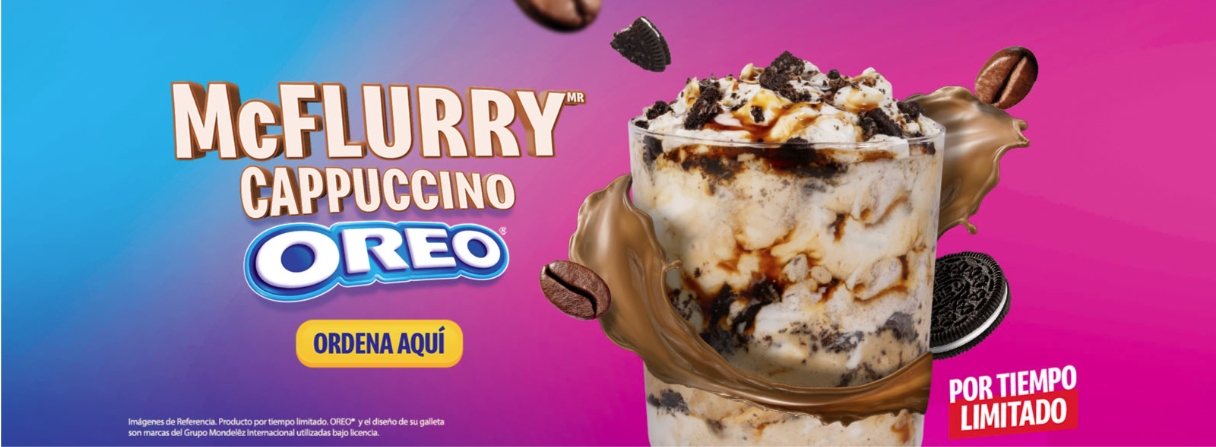 McFLURRY MR
CAPPUCCINO
OREO®
ORDENA AQUÍ
POR TIEMPO
LIMITADO
Imágenes de Referencia. Producto por tiempo limitado. OREO® y el diseño de su galleta
son marcas del Grupo Mondelēz Internacional utilizadas bajo licencia.